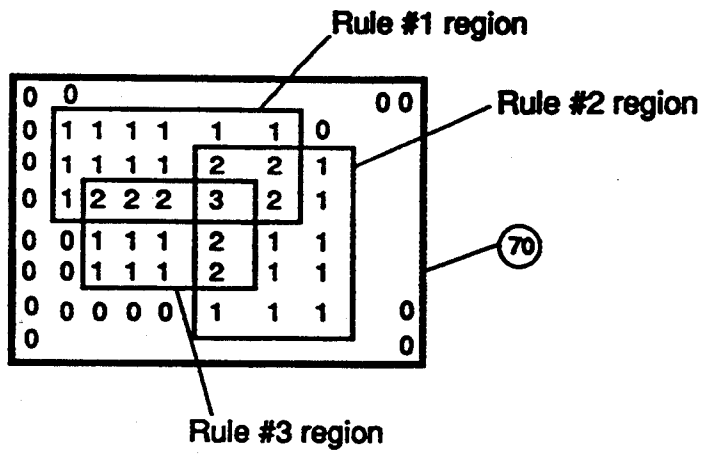 Rule #1 region
0 0 0 0
Rule #2 region
0 1 1 1 1 1 1 0
0 1 1 1 1 2 2 1
0 1 2 2 2 3 2 1
0 0 1 1 1 2 1 1
70
0 0 1 1 1 2 1 1
0 0 0 0 0 1 1 1 0
0 0
Rule #3 region